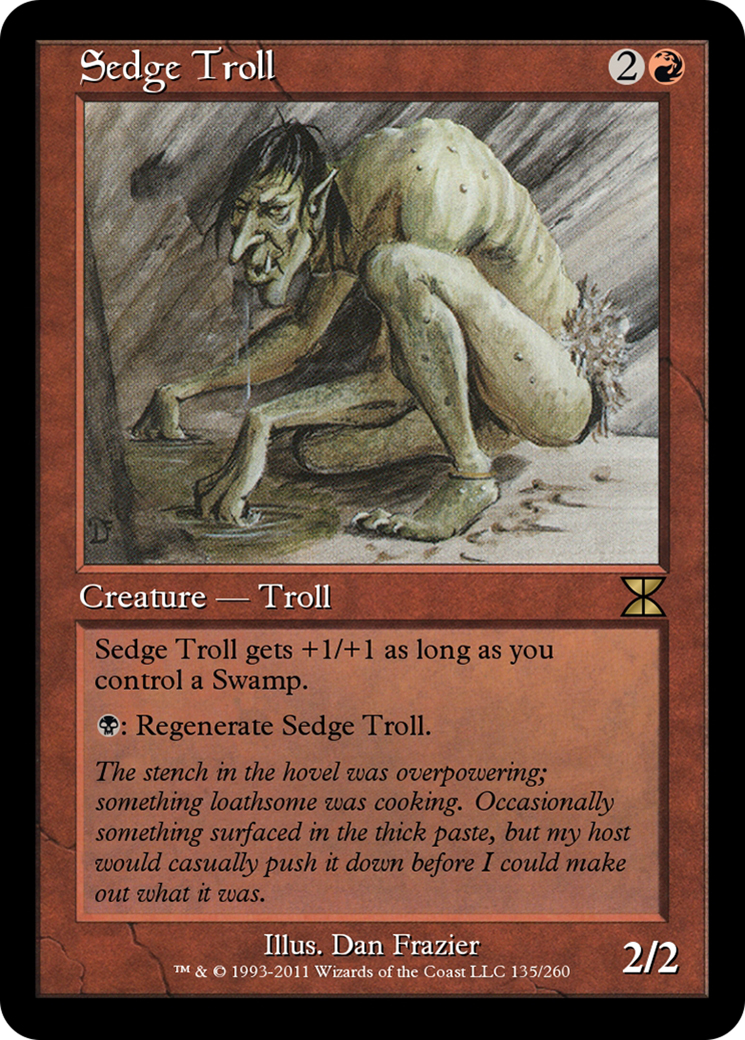 Sedge Troll 2
Creature — Troll
Sedge Troll gets +1/+1 as long as you
control a Swamp.
: Regenerate Sedge Troll.
The stench in the hovel was overpowering;
something loathsome was cooking. Occasionally
something surfaced in the thick paste, but my host
would casually push it down before I could make
out what it was.
Illus. Dan Frazier
™ & © 1993-2011 Wizards of the Coast LLC 135/260
2/2
DF